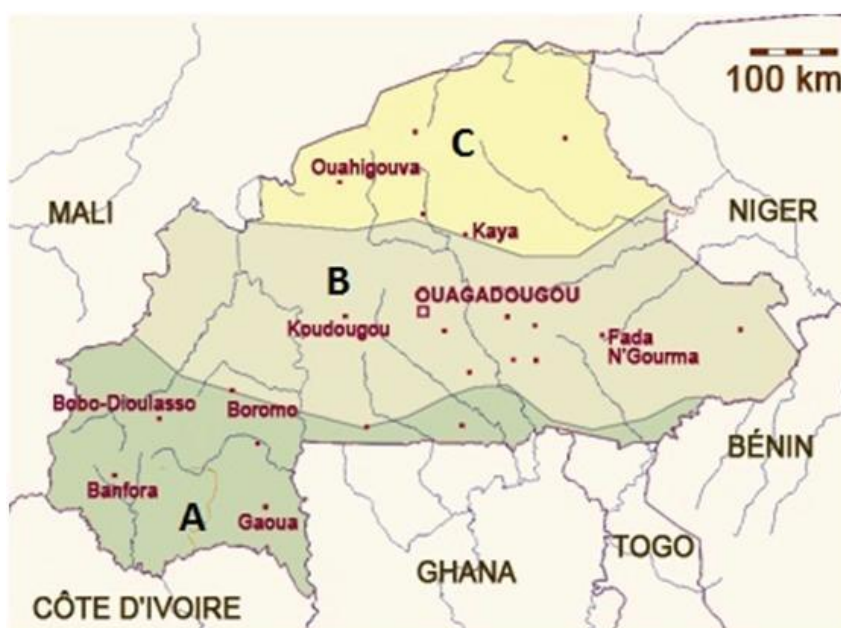 100 km
C
Ouahigouva
MALI
NIGER
Kaya
B
OUAGADOUGOU
Koudougou
Fada
N'Gourma
Bobo-Dioulasso
Boromo
BÉNIN
Banfora
A
Gaoua
TOGO
GHANA
CÔTE D'IVOIRE